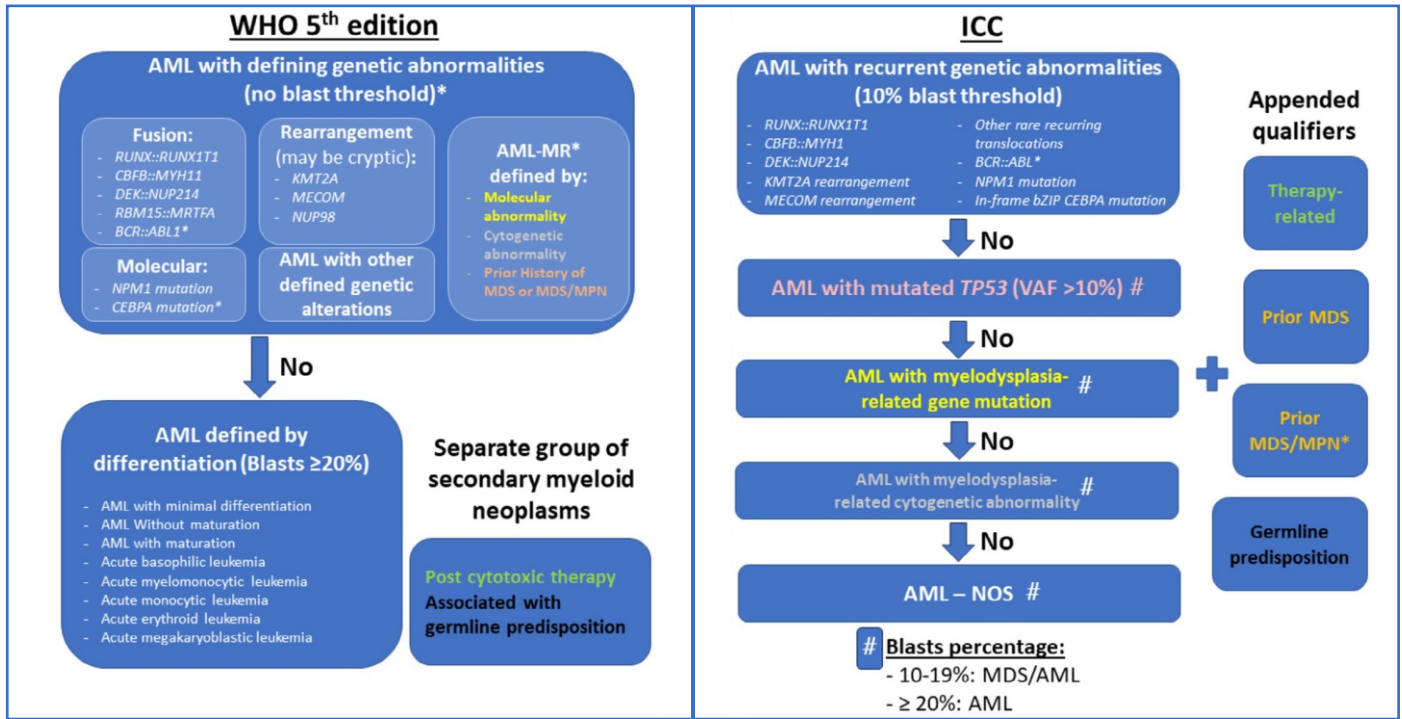 WHO 5th edition
AML with defining genetic abnormalities
(no blast threshold)*
Fusion:
- RUNX::RUNX1T1
- CBFB::MYH11
- DEK::NUP214
- RBM15::MRTFA
- BCR::ABL1*
Rearrangement
(may be cryptic):
- KMT2A
- MECOM
- NUP98
AML-MR*
defined by:
- Molecular
abnormality
- Cytogenetic
abnormality
- Prior History of
MDS or MDS/MPN
Molecular:
- NPM1 mutation
- CEBPA mutation*
AML with other
defined genetic
alterations
No
AML defined by
differentiation (Blasts ≥20%)
- AML with minimal differentiation
- AML Without maturation
- AML with maturation
- Acute basophilic leukemia
- Acute myelomonocytic leukemia
- Acute monocytic leukemia
- Acute erythroid leukemia
- Acute megakaryoblastic leukemia
Separate group of
secondary myeloid
neoplasms
Post cytotoxic therapy
Associated with
germline predisposition
ICC
AML with recurrent genetic abnormalities
(10% blast threshold)
- RUNX::RUNX1T1
- CBFB::MYH1
- DEK::NUP214
- KMT2A rearrangement
- MECOM rearrangement
- Other rare recurring
translocations
- BCR::ABL*
- NPM1 mutation
- In-frame bZIP CEBPA mutation
No
AML with mutated TP53 (VAF >10%) #
No
AML with myelodysplasia-
related gene mutation #
No
AML with myelodysplasia-
related cytogenetic abnormality #
No
AML – NOS #
# Blasts percentage:
- 10-19%: MDS/AML
- ≥ 20%: AML
Appended
qualifiers
Therapy-
related
Prior MDS
Prior
MDS/MPN*
Germline
predisposition